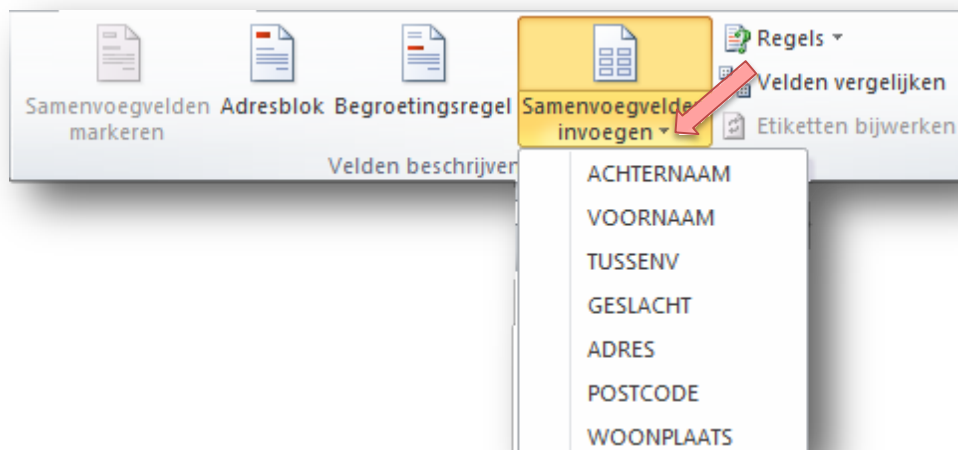 Samenvoegvelden
markeren
Adresblok
Begroetingsregel
Samenvoegvelden
invoegen
Regels
Velden vergelijken
Etiketten bijwerken
Velden beschrijven
ACHTERNAAM
VOORNAAM
TUSSENV
GESLACHT
ADRES
POSTCODE
WOONPLAATS